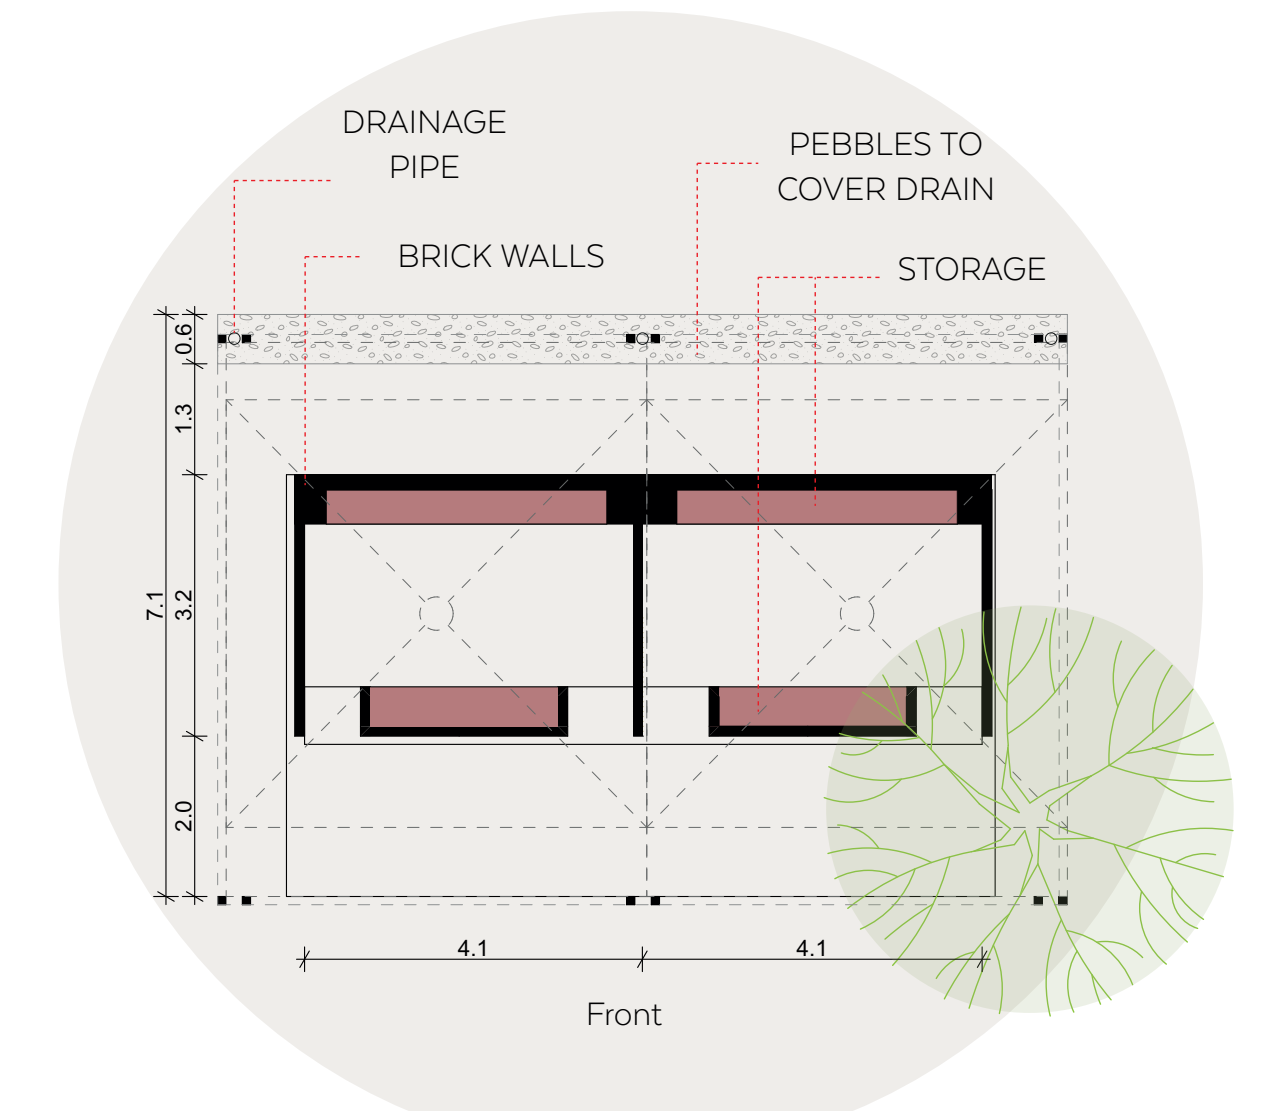 DRAINAGE
PIPE
PEBBLES TO
COVER DRAIN
BRICK WALLS
STORAGE
0.6
1.3
7.1
3.2
2.0
4.1
4.1
Front